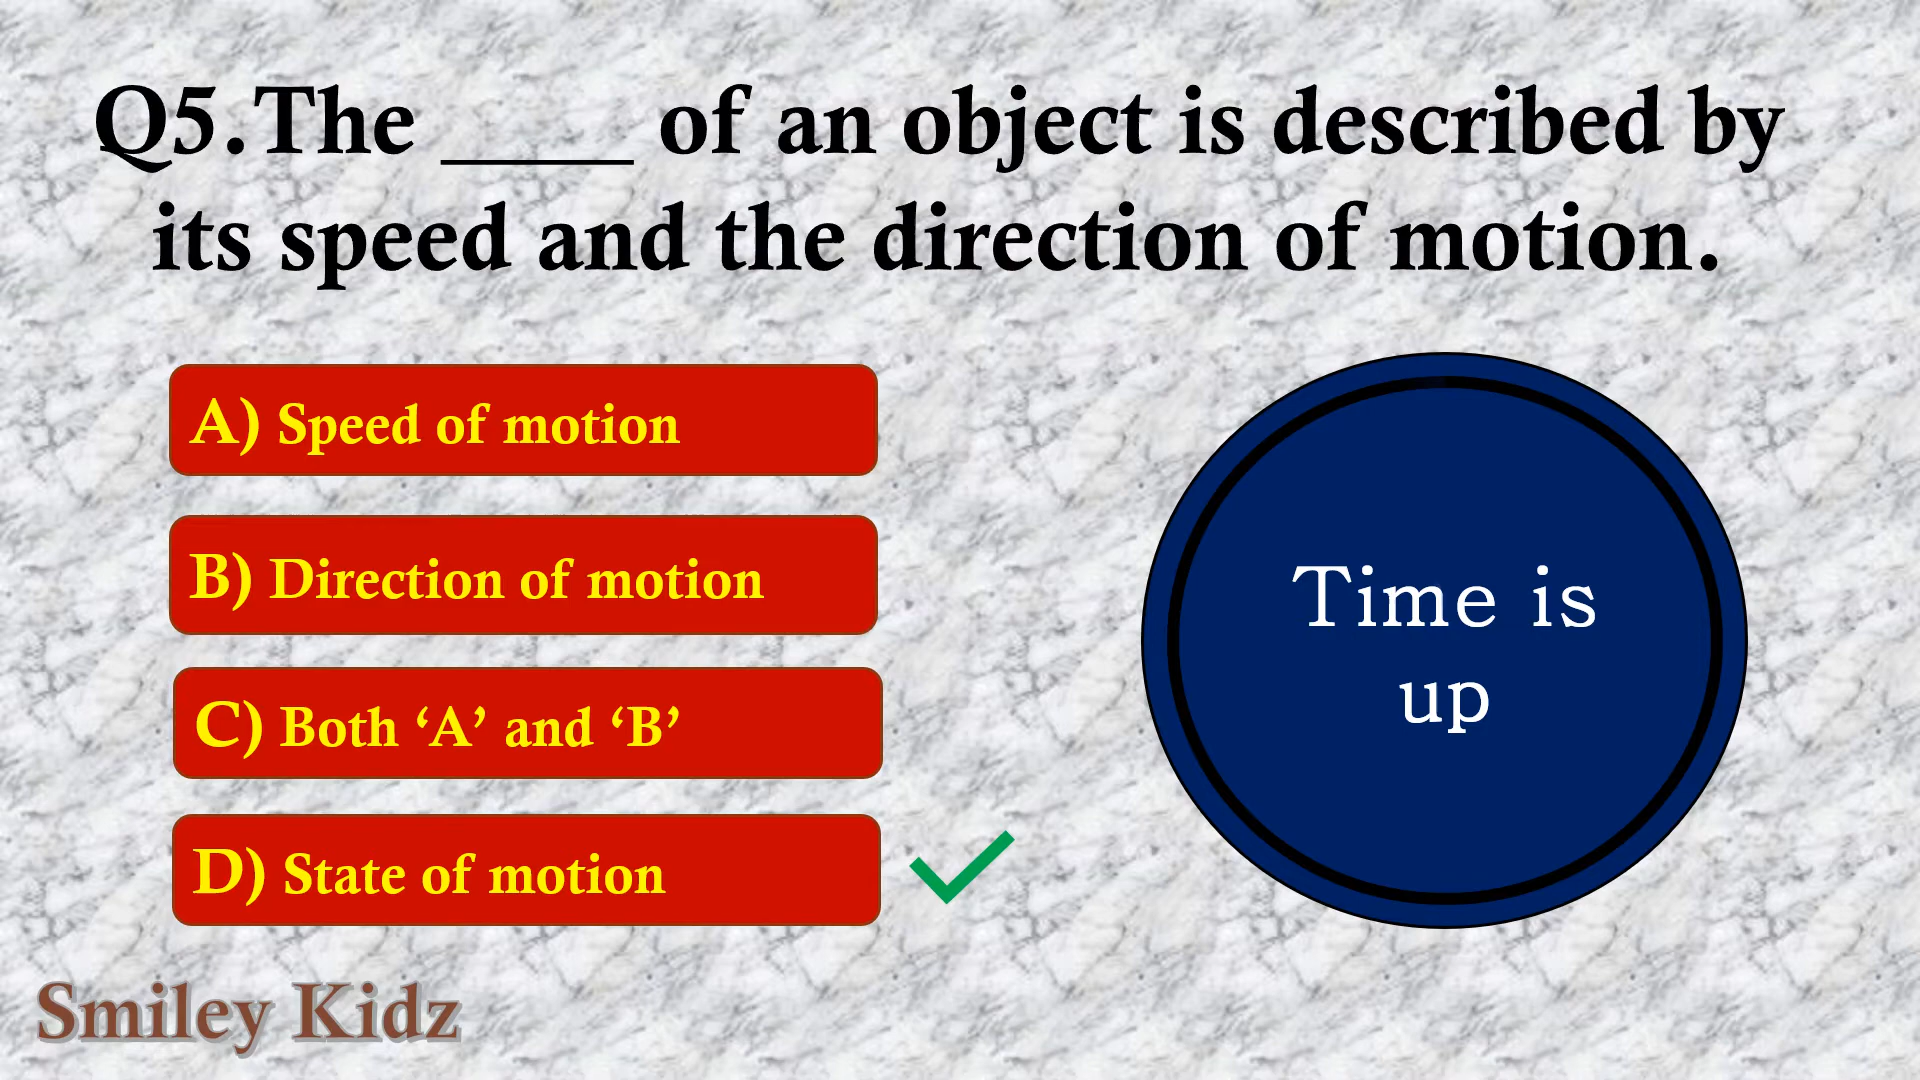 Q5.The ____ of an object is described by
its speed and the direction of motion.
A) Speed of motion
B) Direction of motion
C) Both ‘A’ and ‘B’
D) State of motion
Time is
up
Smiley Kidz